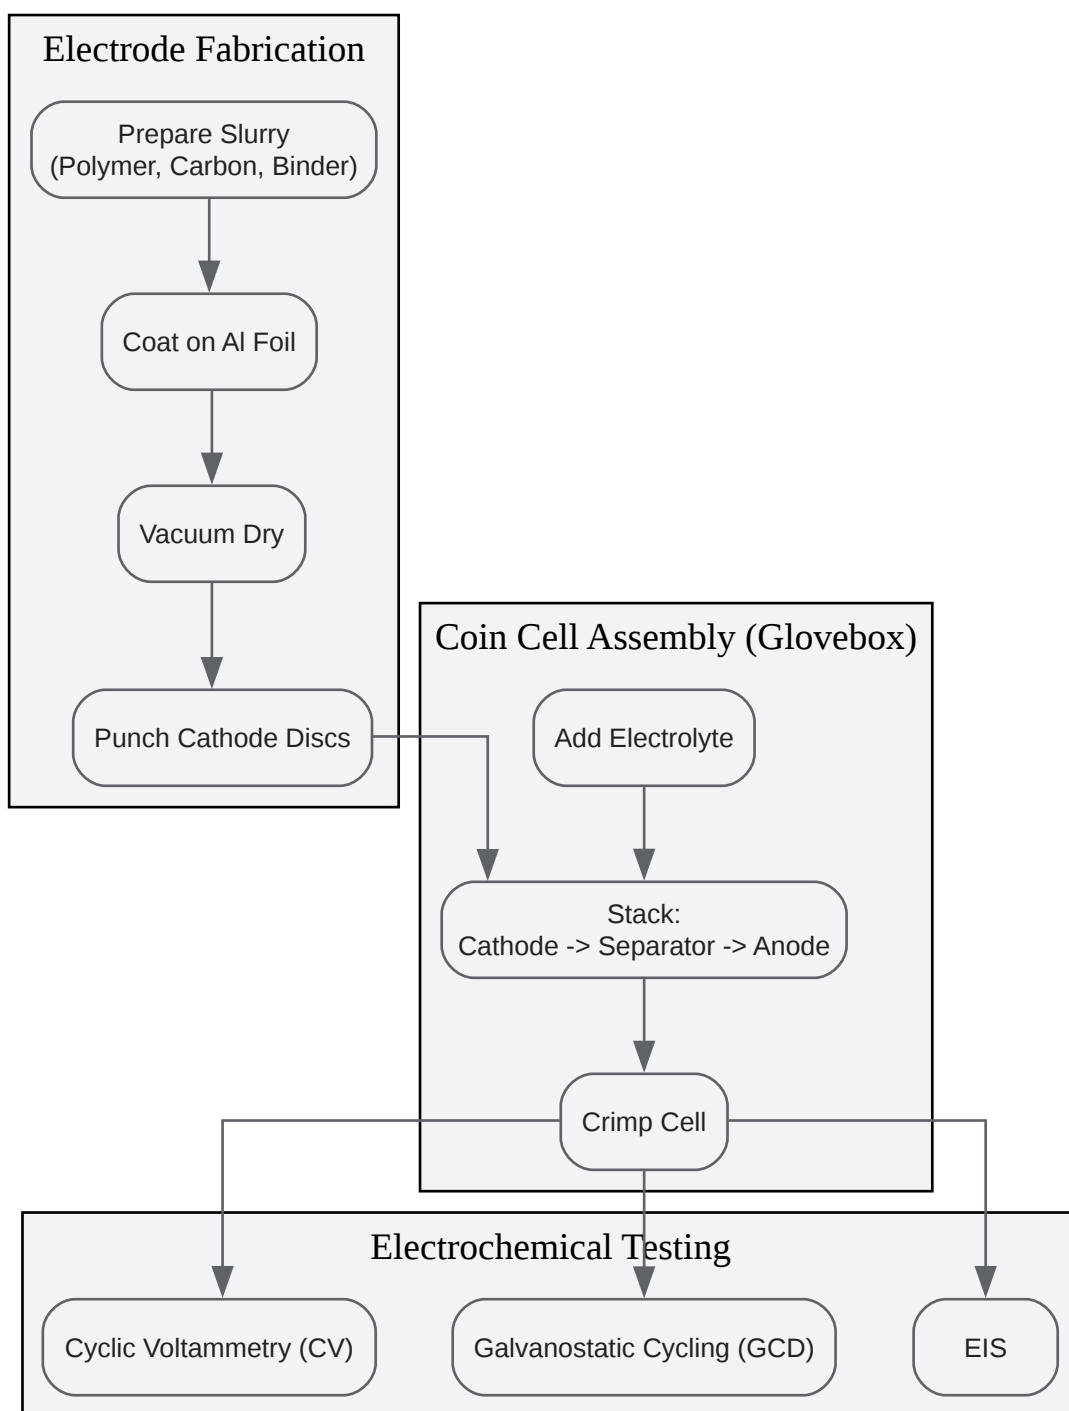 Electrode Fabrication
Prepare Slurry
(Polymer, Carbon, Binder)
Coat on Al Foil
Vacuum Dry
Punch Cathode Discs
Coin Cell Assembly (Glovebox)
Add Electrolyte
Stack:
Cathode -> Separator -> Anode
Crimp Cell
Electrochemical Testing
Cyclic Voltammetry (CV)
Galvanostatic Cycling (GCD)
EIS